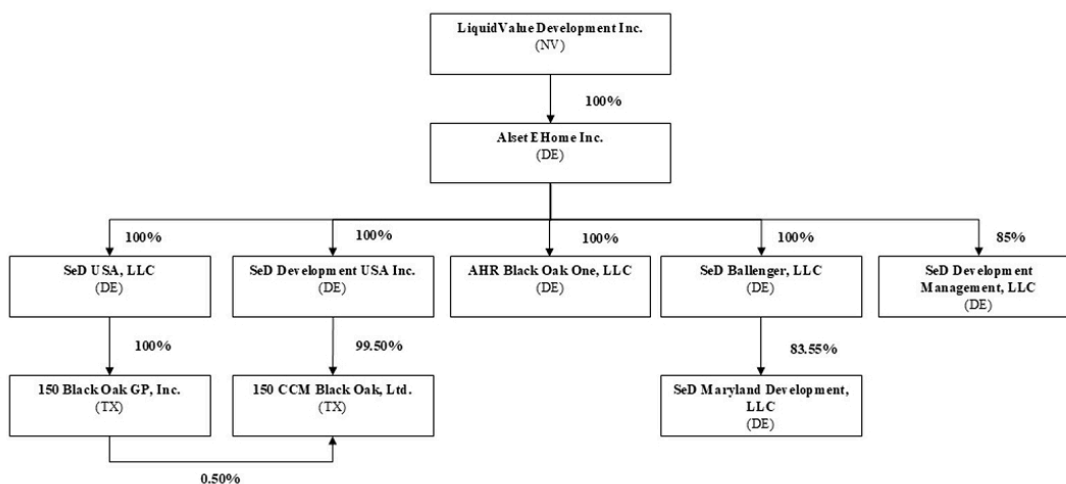 LiquidValue Development Inc.
(NV)
100%
Alset EHome Inc.
(DE)
100%
100%
100%
100%
85%
SeD USA, LLC
(DE)
SeD Development USA Inc.
(DE)
AHR Black Oak One, LLC
(DE)
SeD Ballenger, LLC
(DE)
SeD Development
Management, LLC
(DE)
100%
99.50%
83.55%
150 Black Oak GP, Inc.
(TX)
150 CCM Black Oak, Ltd.
(TX)
SeD Maryland Development,
LLC
(DE)
0.50%